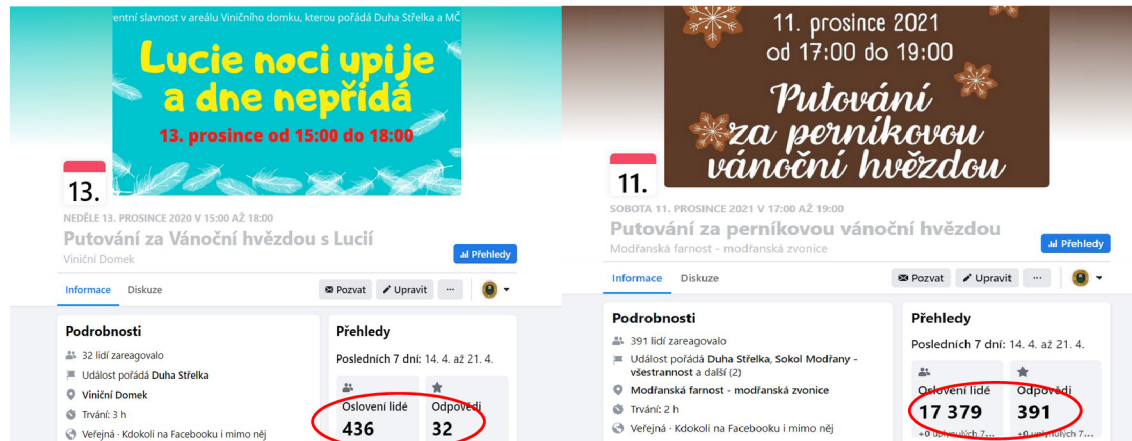 ventní slavnost v areálu Viničního domku, kterou pořádá Duha Střelka a MČ
Lucie noci upije
a dne nepřidá
13. prosince od 15:00 do 18:00
13.
NEDĚLE 13. PROSINCE 2020 V 15:00 AŽ 18:00
Putování za Vánoční hvězdou s Lucií
Viniční Domek
Přehledy
Informace Diskuze
Pozvat Upravit ...
Podrobnosti
32 lidí zareagovalo
Událost pořádá Duha Střelka
Viniční Domek
Trvání: 3 h
Veřejná · Kdokoli na Facebooku i mimo něj
Přehledy
Posledních 7 dní: 14. 4. až 21. 4.
Oslovení lidé Odpovědi
436 32
11. prosince 2021
od 17:00 do 19:00
Putování
za perníkovou
vánoční hvězdou
11.
SOBOTA 11. PROSINCE 2021 V 17:00 AŽ 19:00
Putování za perníkovou vánoční hvězdou
Modřanská farnost - modřanská zvonice
Přehledy
Informace Diskuze
Pozvat Upravit ...
Podrobnosti
391 lidí zareagovalo
Událost pořádá Duha Střelka, Sokol Modřany -
všestrannost a další (2)
Modřanská farnost - modřanská zvonice
Trvání: 2 h
Veřejná · Kdokoli na Facebooku i mimo něj
Přehledy
Posledních 7 dní: 14. 4. až 21. 4.
Oslovení lidé Odpovědi
17 379 391
+0 uplynulých 7... +0 uplynulých 7...